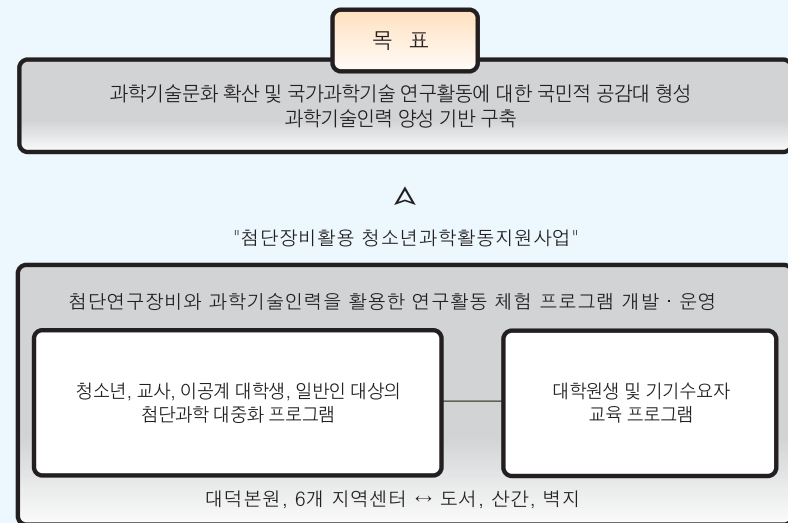 목 표
과학기술문화 확산 및 국가과학기술 연구활동에 대한 국민적 공감대 형성
과학기술인력 양성 기반 구축
"첨단장비활용 청소년과학활동지원사업"
첨단연구장비와 과학기술인력을 활용한 연구활동 체험 프로그램 개발 · 운영
청소년, 교사, 이공계 대학생, 일반인 대상의
첨단과학 대중화 프로그램
대학원생 및 기기수요자
교육 프로그램
대덕본원, 6개 지역센터 ↔ 도서, 산간, 벽지